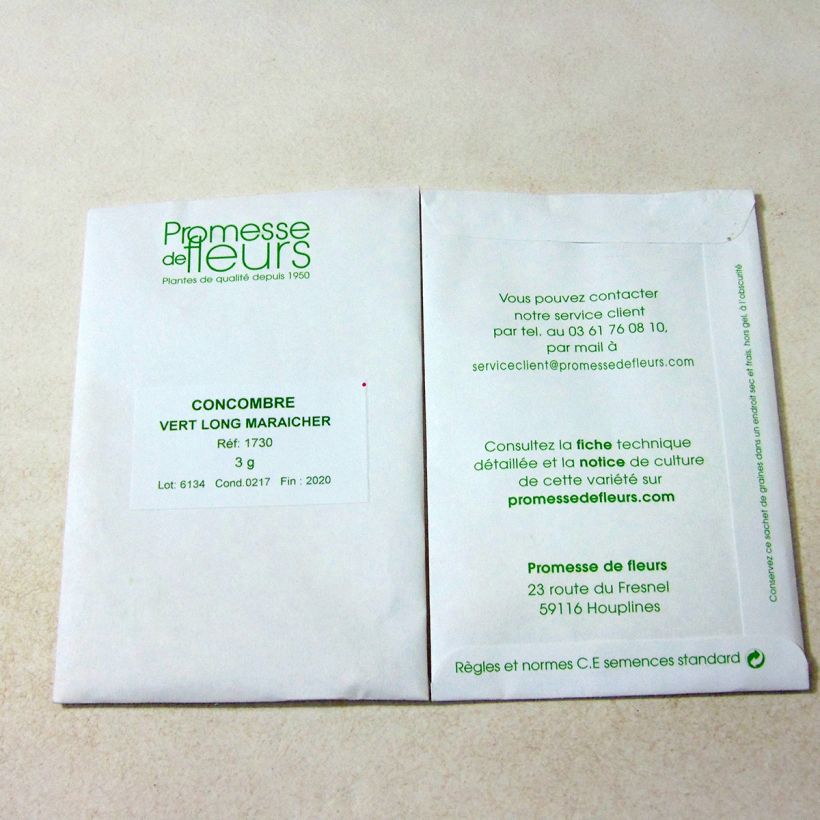 Promesse
de fleurs
Plantes de qualité depuis 1950
CONCOMBRE
VERT LONG MARAICHER
Réf: 1730
3 g
Lot: 6134 Cond.0217 Fin : 2020
Vous pouvez contacter
notre service client
par tel. au 03 61 76 08 10,
par mail à
serviceclient@promessedefleurs.com
Consultez la fiche technique
détaillée et la notice de culture
de cette variété sur
promessedefleurs.com
Promesse de fleurs
23 route du Fresnel
59116 Houplines
Règles et normes C.E semences standard
Conservez ce sachet de graines dans un endroit sec et frais, hors gel, à l'obscurité